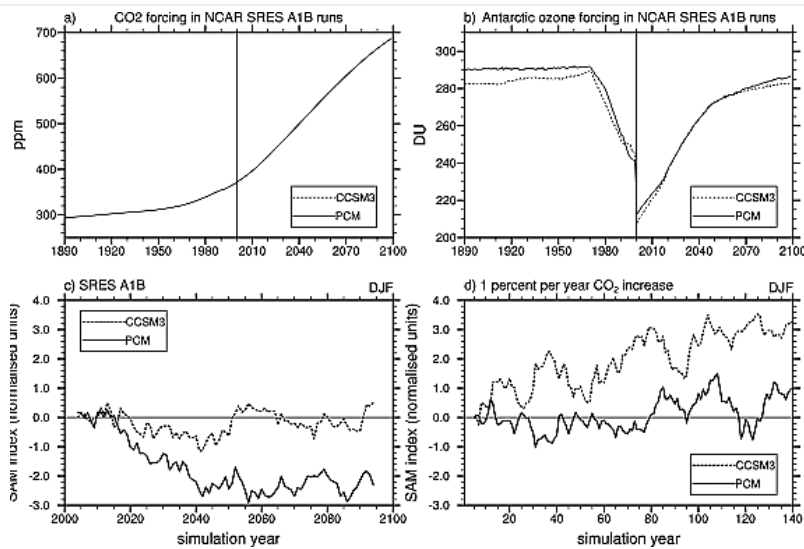 a) CO2 forcing in NCAR SRES A1B runs
ppm
700
600
500
400
300
CCSM3
PCM
1890 1920 1950 1980 2010 2040 2070 2100
b) Antarctic ozone forcing in NCAR SRES A1B runs
DU
300
280
260
240
220
200
CCSM3
PCM
1890 1920 1950 1980 2000 2040 2070 2100
c) SRES A1B DJF
SAM index (normalised units)
4.0
3.0
2.0
1.0
0.0
-1.0
-2.0
-3.0
CCSM3
PCM
2000 2020 2040 2060 2080 2100
simulation year
d) 1 percent per year CO2 increase DJF
SAM index (normalised units)
4.0
3.0
2.0
1.0
0.0
-1.0
-2.0
-3.0
CCSM3
PCM
20 40 60 80 100 120 140
simulation year